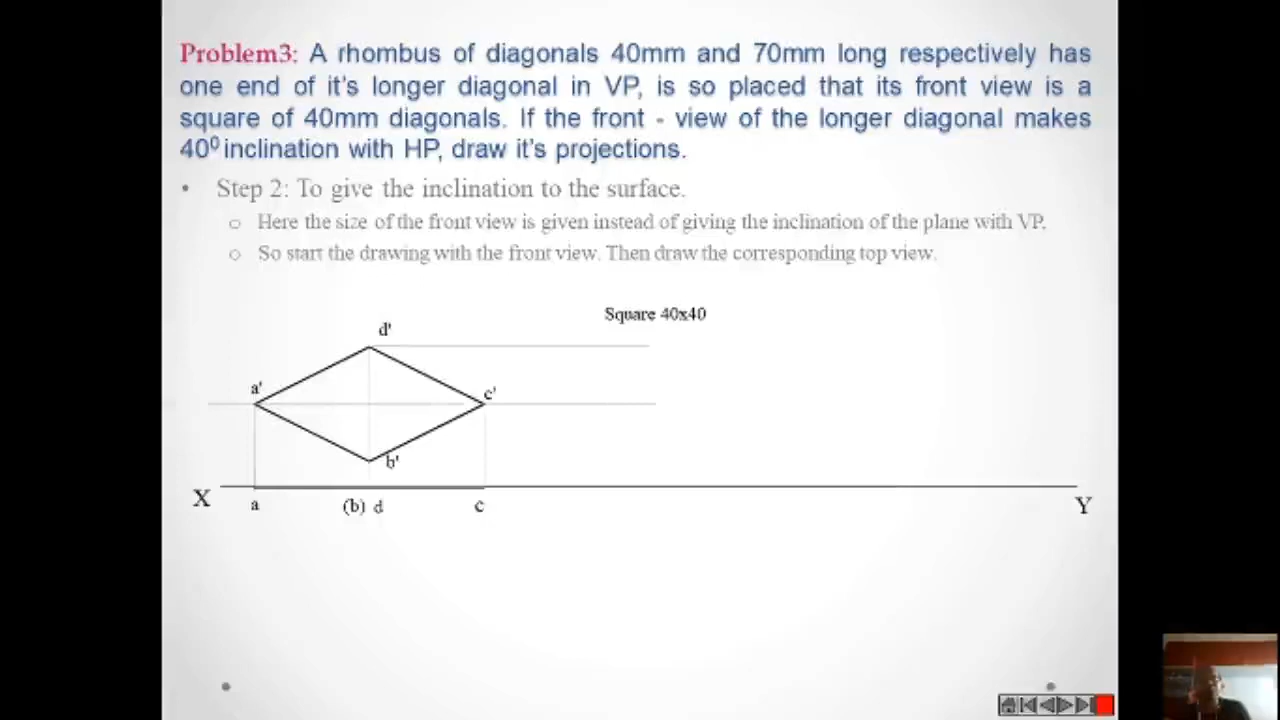 Problem3: A rhombus of diagonals 40mm and 70mm long respectively has
one end of it's longer diagonal in VP, is so placed that its front view is a
square of 40mm diagonals. If the front - view of the longer diagonal makes
40⁰ inclination with HP, draw it's projections.
• Step 2: To give the inclination to the surface.
o Here the size of the front view is given instead of giving the inclination of the plane with VP.
o So start the drawing with the front view. Then draw the corresponding top view.
Square 40x40
d'
a'
c'
b'
X
a
(b) d
c
Y